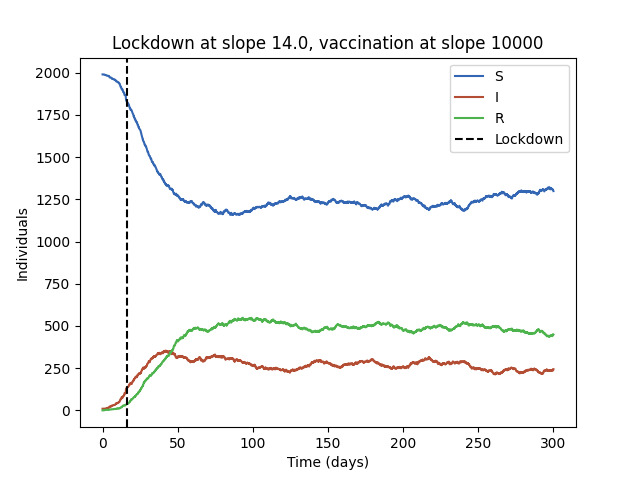 Lockdown at slope 14.0, vaccination at slope 10000
2000
1750
1500
1250
1000
750
500
250
0
Individuals
S
I
R
Lockdown
0 50 100 150 200 250 300
Time (days)